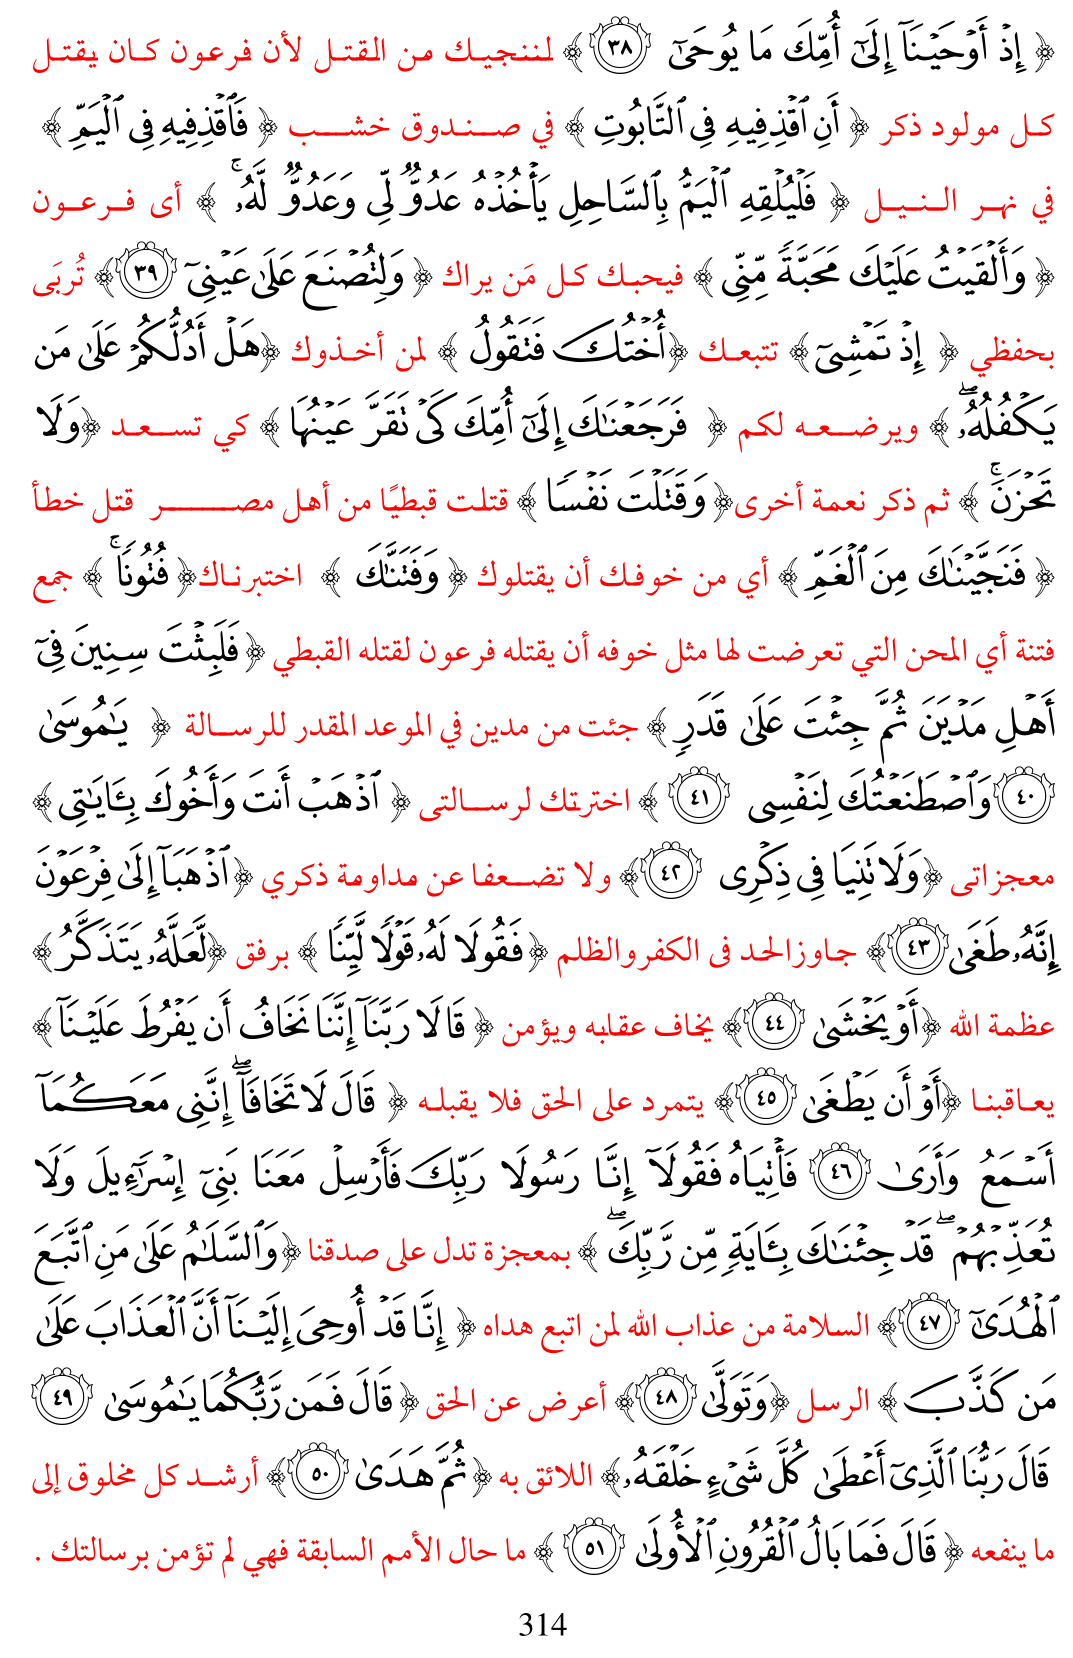 ﴿ إِذْ أَوْحَيْنَآ إِلَىٰٓ أُمِّكَ مَا يُوحَىٰٓ ٣٨ ﴾ لننجيك من القتل لأن فرعون كان يقتل
كل مولود ذكر ﴿ أَنِ ٱقْذِفِيهِ فِى ٱلتَّابُوتِ ﴾ في صندوق خشب ﴿ فَٱقْذِفِيهِ فِى ٱلْيَمِّ ﴾
في نهر النيل ﴿ فَلْيُلْقِهِ ٱلْيَمُّ بِٱلسَّاحِلِ يَأْخُذْهُ عَدُوٌّ لِّى وَعَدُوٌّ لَّهُۥ ۚ ﴾ أى فرعون
﴿ وَأَلْقَيْتُ عَلَيْكَ مَحَبَّةً مِّنِّى ﴾ فيحبك كل مَن يراك ﴿ وَلِتُصْنَعَ عَلَىٰ عَيْنِىٓ ٣٩ ﴾ تُربَى
بحفظي ﴿ إِذْ تَمْشِىٓ ﴾ تتبعك ﴿أُخْتُكَ فَتَقُولُ ﴾ لمن أخذوك ﴿هَلْ أَدُلُّكُمْ عَلَىٰ مَن
يَكْفُلُهُۥ ۖ ﴾ ويرضعه لكم ﴿ فَرَجَعْنَـٰكَ إِلَىٰٓ أُمِّكَ كَىْ تَقَرَّ عَيْنُهَا ﴾ كي تسعد ﴿وَلَا
تَحْزَنَ ۚ ﴾ ثم ذكر نعمة أخرى﴿ وَقَتَلْتَ نَفْسًا ﴾ قتلت قبطيًا من أهل مصر قتل خطأ
﴿ فَنَجَّيْنَـٰكَ مِنَ ٱلْغَمِّ ﴾ أي من خوفك أن يقتلوك ﴿ وَفَتَنَّـٰكَ ﴾ اختبرناك﴿ فُتُونًا ۚ ﴾ جمع
فتنة أي المحن التي تعرضت لها مثل خوفه أن يقتله فرعون لقتله القبطي ﴿ فَلَبِثْتَ سِنِينَ فِىٓ
أَهْلِ مَدْيَنَ ثُمَّ جِئْتَ عَلَىٰ قَدَرٍ ﴾ جئت من مدين في الموعد المقدر للرسالة ﴿ يَـٰمُوسَىٰ
٤٠ وَٱصْطَنَعْتُكَ لِنَفْسِى ٤١ ﴾ اخترتك لرسالتى ﴿ ٱذْهَبْ أَنتَ وَأَخُوكَ بِـَٔايَـٰتِى ﴾
معجزاتى ﴿وَلَا تَنِيَا فِى ذِكْرِى ٤٢ ﴾ ولا تضعفا عن مداومة ذكري ﴿ٱذْهَبَآ إِلَىٰ فِرْعَوْنَ
إِنَّهُۥ طَغَىٰ ٤٣ ﴾ جاوزالحد فى الكفر والظلم ﴿فَقُولَا لَهُۥ قَوْلًا لَّيِّنًا ﴾ برفق ﴿لَّعَلَّهُۥ يَتَذَكَّرُ ﴾
عظمة الله ﴿أَوْ يَخْشَىٰ ٤٤ ﴾ يخاف عقابه ويؤمن ﴿ قَالَا رَبَّنَآ إِنَّنَا نَخَافُ أَن يَفْرُطَ عَلَيْنَآ ﴾
يعاقبنا ﴿أَوْ أَن يَطْغَىٰ ٤٥ ﴾ يتمرد على الحق فلا يقبله ﴿ قَالَ لَا تَخَافَآ ۖ إِنَّنِى مَعَكُمَآ
أَسْمَعُ وَأَرَىٰ ٤٦ فَأْتِيَاهُ فَقُولَآ إِنَّا رَسُولَا رَبِّكَ فَأَرْسِلْ مَعَنَا بَنِىٓ إِسْرَٰٓءِيلَ وَلَا
تُعَذِّبْهُمْ ۖ قَدْ جِئْنَـٰكَ بِـَٔايَةٍ مِّن رَّبِّكَ ۖ ﴾ بمعجزة تدل على صدقنا ﴿وَٱلسَّلَـٰمُ عَلَىٰ مَنِ ٱتَّبَعَ
ٱلْهُدَىٰٓ ٤٧ ﴾ السلامة من عذاب الله لمن اتبع هداه ﴿ إِنَّا قَدْ أُوحِىَ إِلَيْنَآ أَنَّ ٱلْعَذَابَ عَلَىٰ
مَن كَذَّبَ ﴾ الرسل ﴿وَتَوَلَّىٰ ٤٨ ﴾ أعرض عن الحق ﴿ قَالَ فَمَن رَّبُّكُمَا يَـٰمُوسَىٰ ٤٩
قَالَ رَبُّنَا ٱلَّذِىٓ أَعْطَىٰ كُلَّ شَىْءٍ خَلْقَهُۥ ﴾ اللائق به ﴿ ثُمَّ هَدَىٰ ٥٠ ﴾ أرشد كل مخلوق إلى
ما ينفعه ﴿ قَالَ فَمَا بَالُ ٱلْقُرُونِ ٱلْأُولَىٰ ٥١ ﴾ ما حال الأمم السابقة فهي لم تؤمن برسالتك .
314